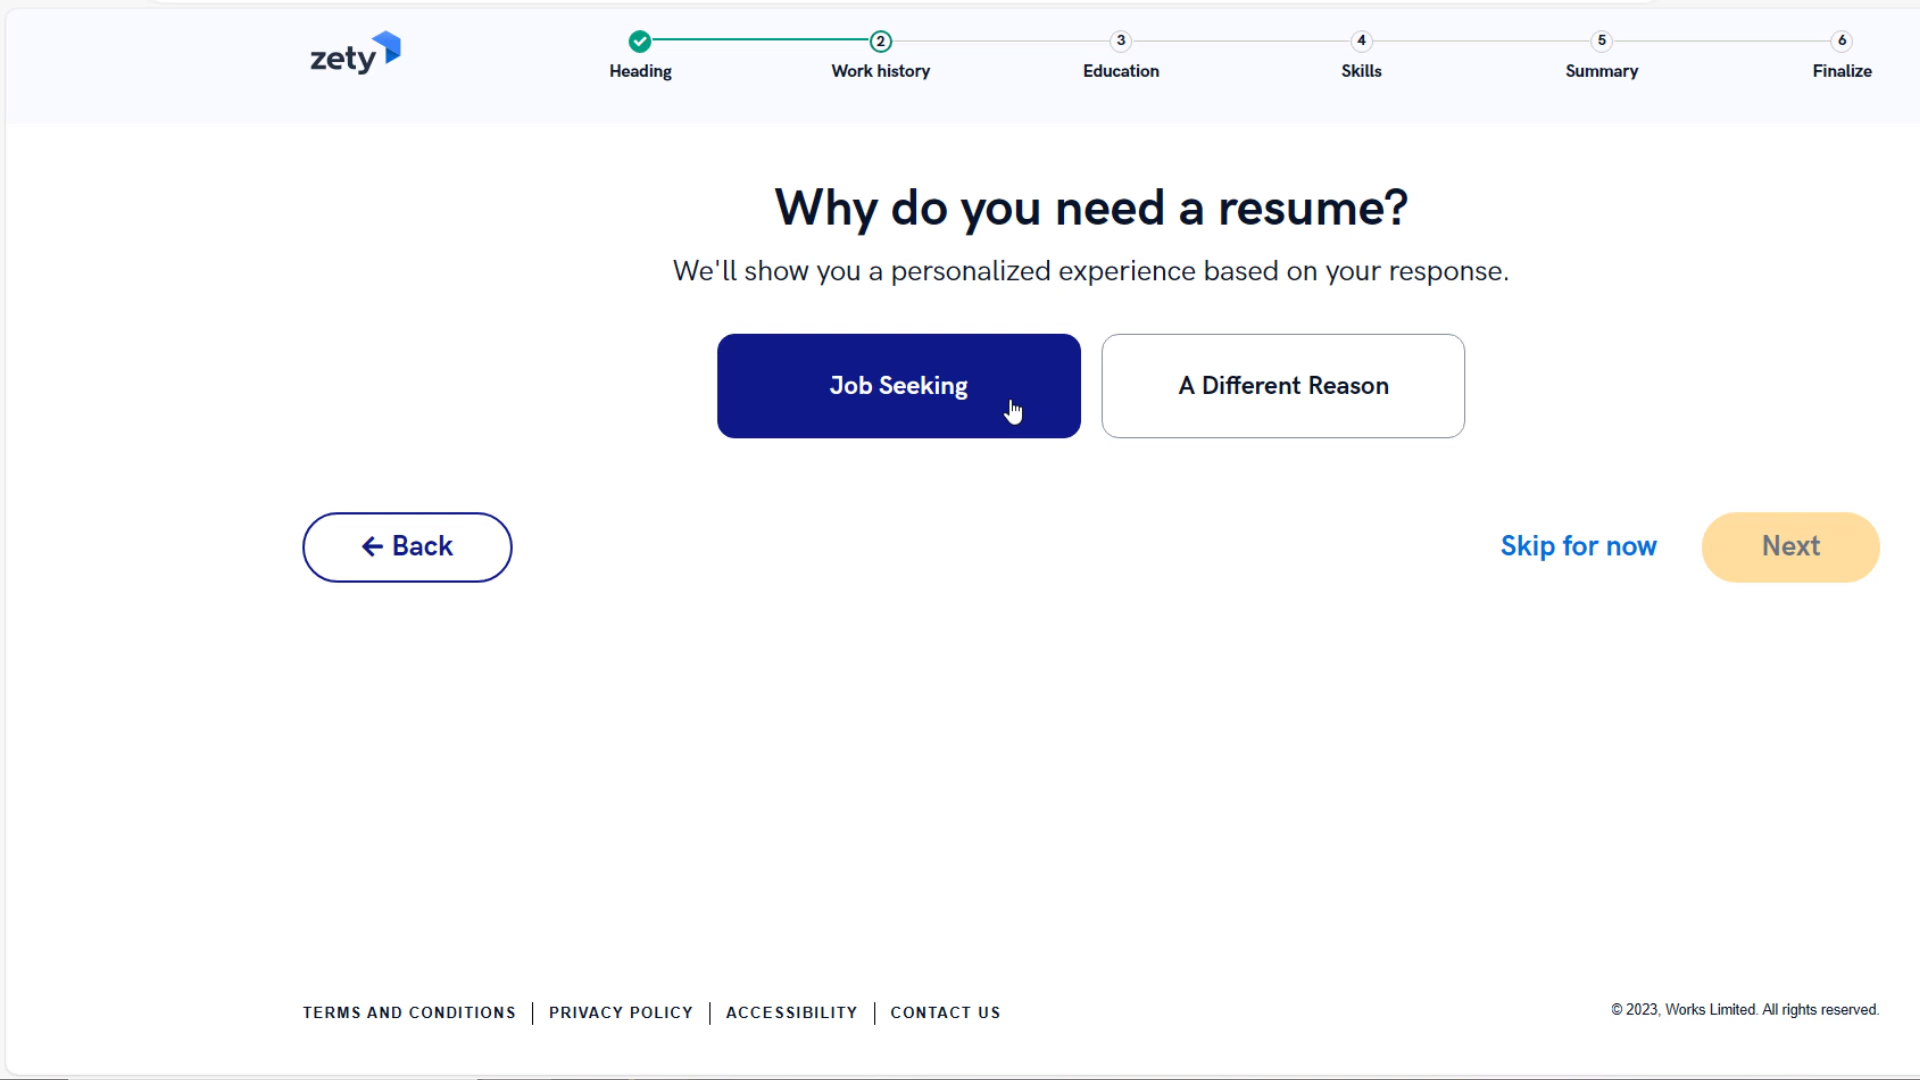 zety
2 3 4 5 6
Heading Work history Education Skills Summary Finalize
Why do you need a resume?
We'll show you a personalized experience based on your response.
Job Seeking A Different Reason
← Back Skip for now Next
TERMS AND CONDITIONS | PRIVACY POLICY | ACCESSIBILITY | CONTACT US
© 2023, Works Limited. All rights reserved.